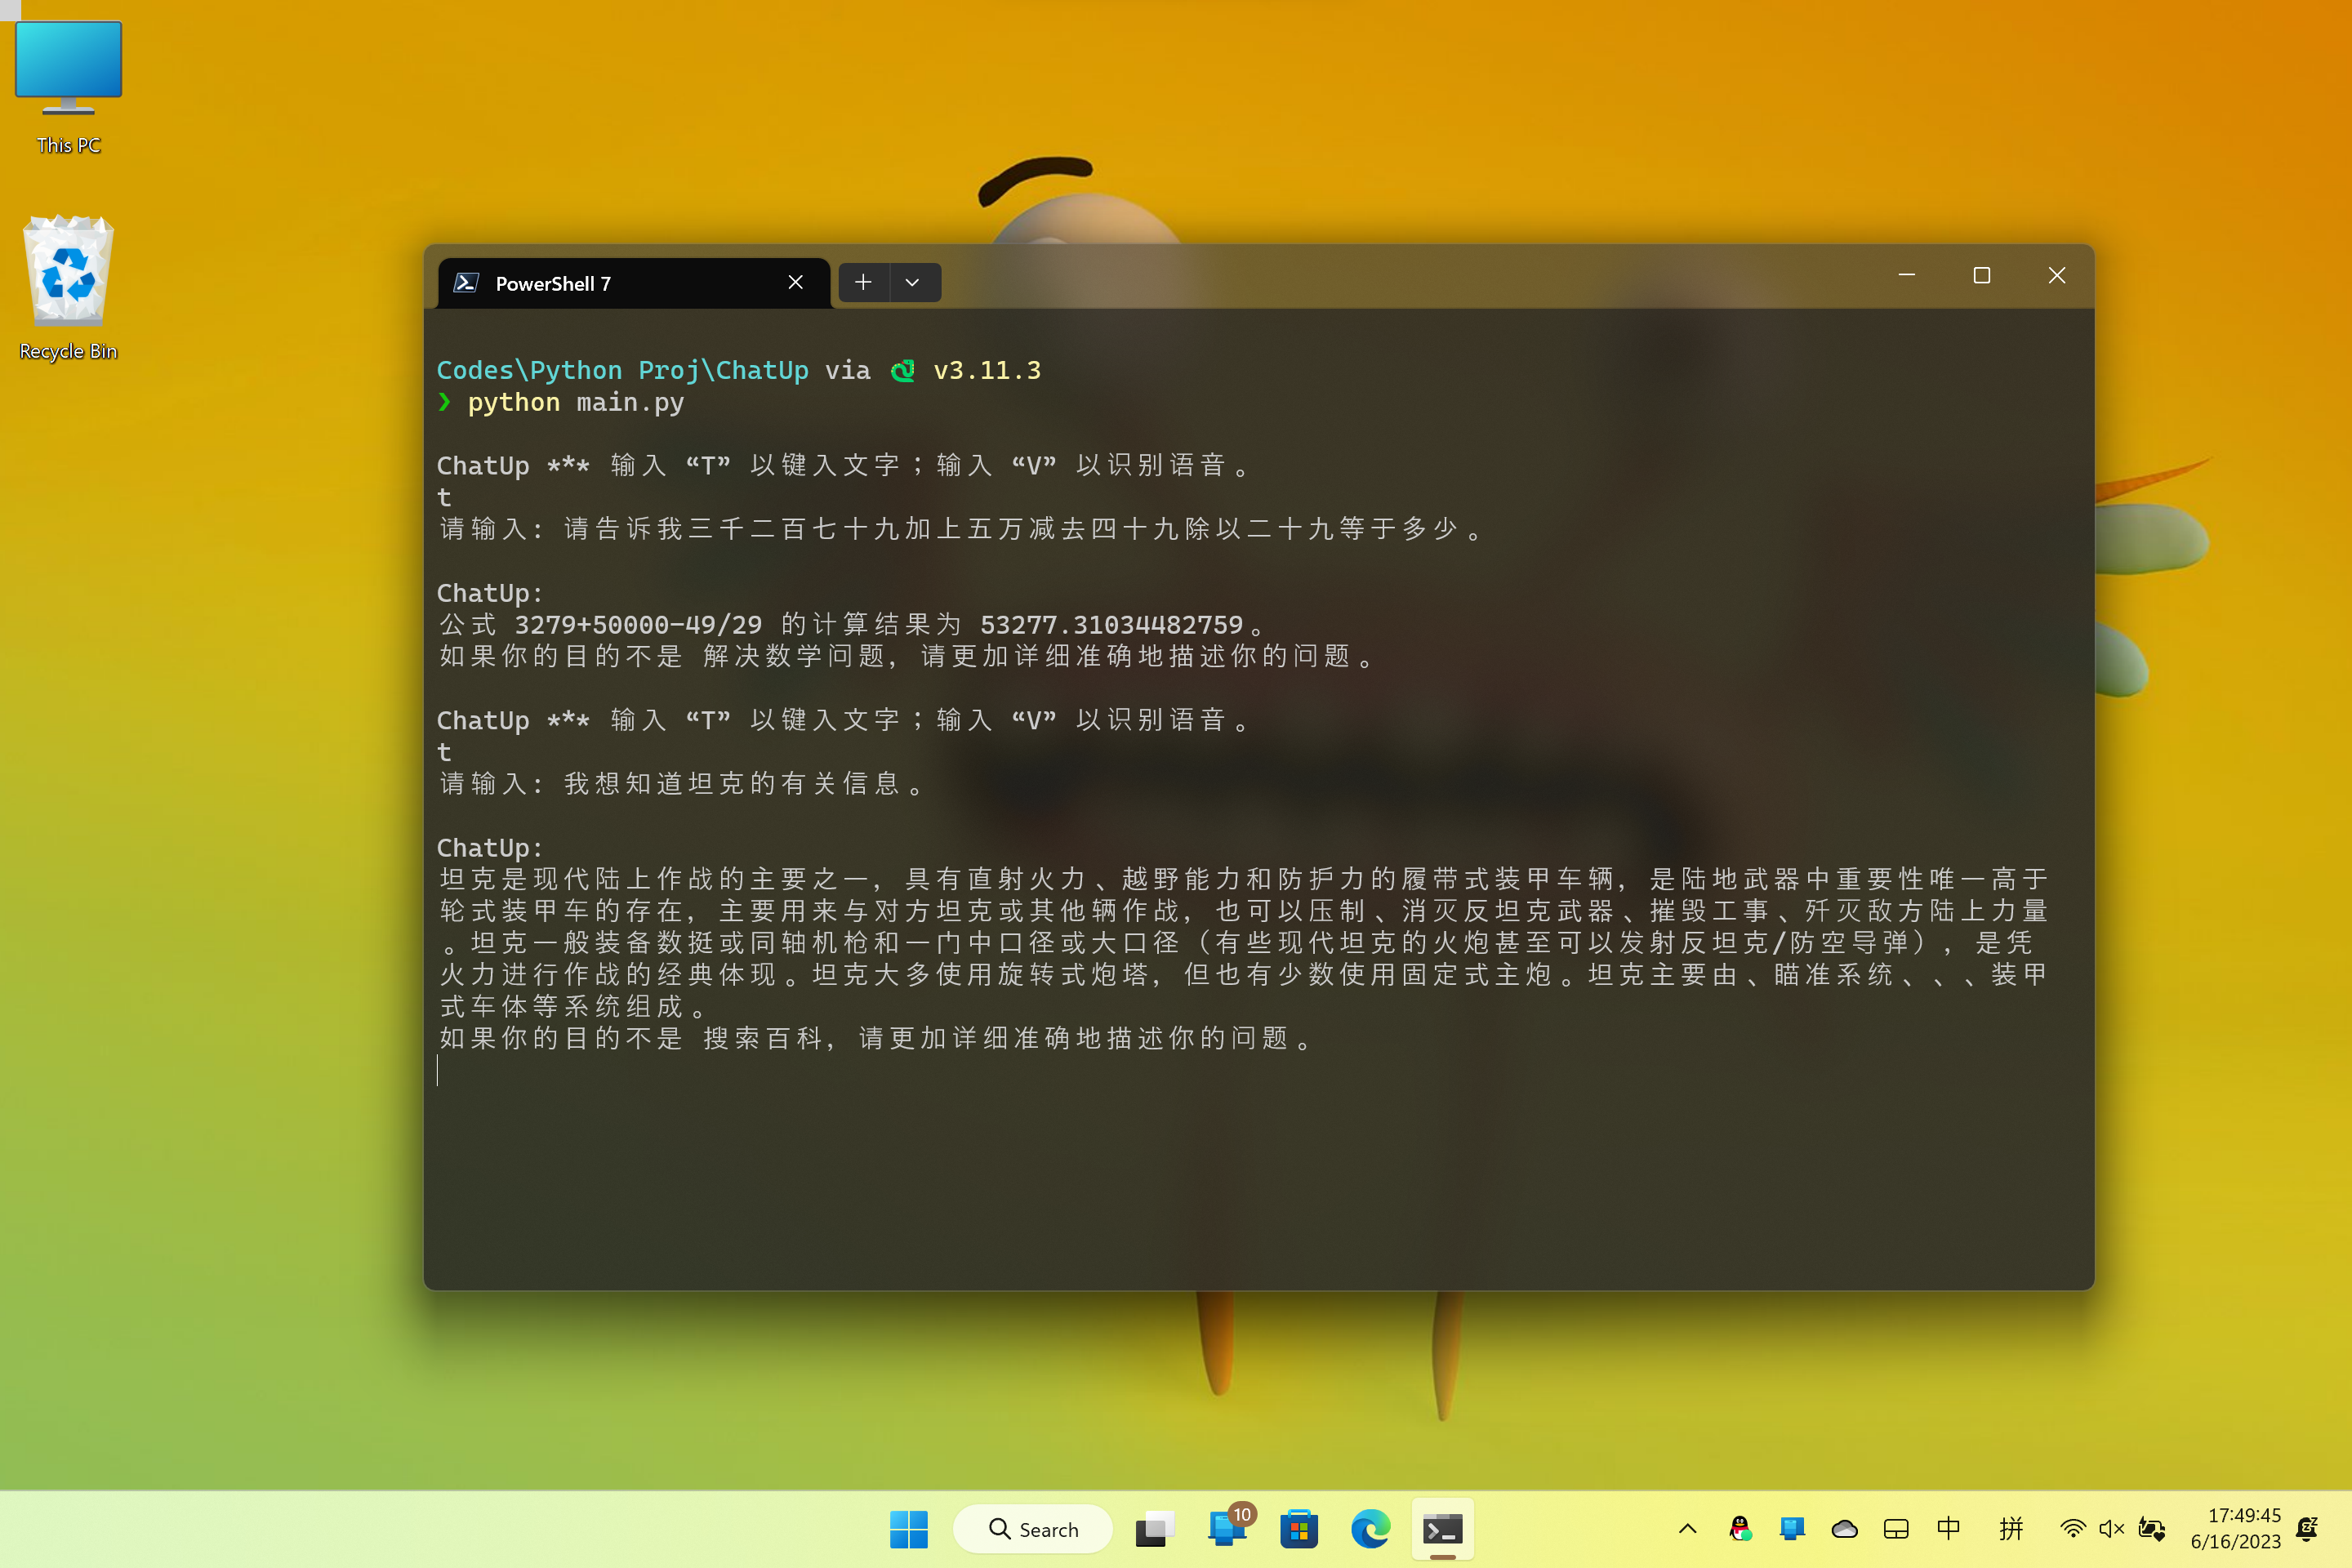 This PC
Recycle Bin
PowerShell 7
Codes\Python Proj\ChatUp via v3.11.3
❯ python main.py
ChatUp *** 输入 “T” 以键入文字；输入 “V” 以识别语音。
t
请输入: 请告诉我三千二百七十九加上五万减去四十九除以二十九等于多少。
ChatUp:
公式 3279+50000-49/29 的计算结果为 53277.31034482759。
如果你的目的不是 解决数学问题，请更加详细准确地描述你的问题。
ChatUp *** 输入 “T” 以键入文字；输入 “V” 以识别语音。
t
请输入: 我想知道坦克的有关信息。
ChatUp:
坦克是现代陆上作战的主要之一，具有直射火力、越野能力和防护力的履带式装甲车辆，是陆地武器中重要性唯一高于
轮式装甲车的存在，主要用来与对方坦克或其他辆作战，也可以压制、消灭反坦克武器、摧毁工事、歼灭敌方陆上力量
。坦克一般装备数挺或同轴机枪和一门中口径或大口径（有些现代坦克的火炮甚至可以发射反坦克/防空导弹），是凭
火力进行作战的经典体现。坦克大多使用旋转式炮塔，但也有少数使用固定式主炮。坦克主要由、瞄准系统、、、装甲
式车体等系统组成。
如果你的目的不是 搜索百科，请更加详细准确地描述你的问题。
Search
10
中
拼
17:49:45
6/16/2023